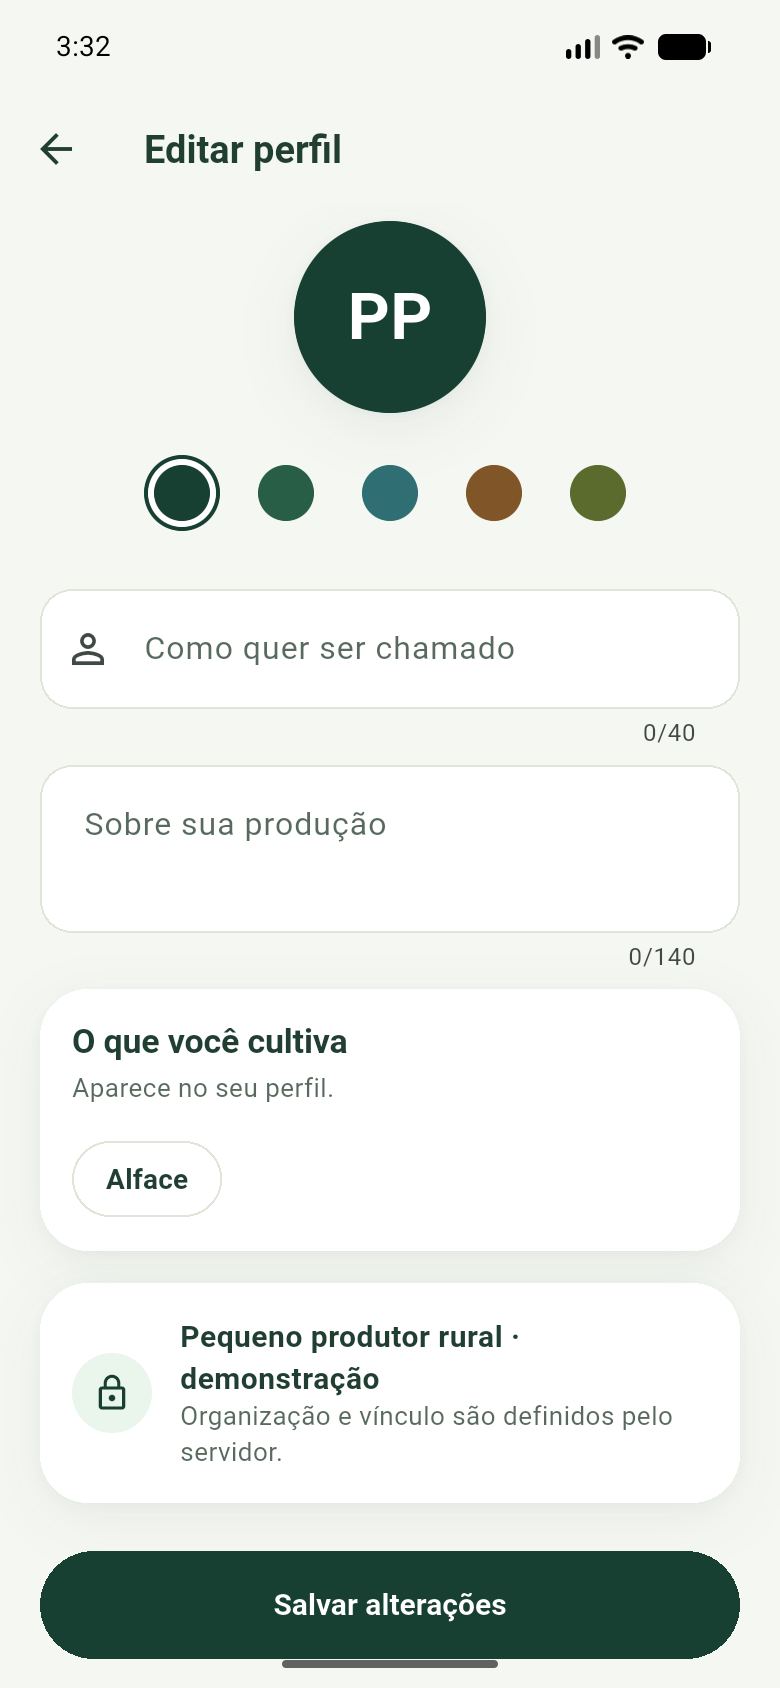 3:32
Editar perfil
PP
Como quer ser chamado
0/40
Sobre sua produção
0/140
O que você cultiva
Aparece no seu perfil.
Alface
Pequeno produtor rural ·
demonstração
Organização e vínculo são definidos pelo
servidor.
Salvar alterações